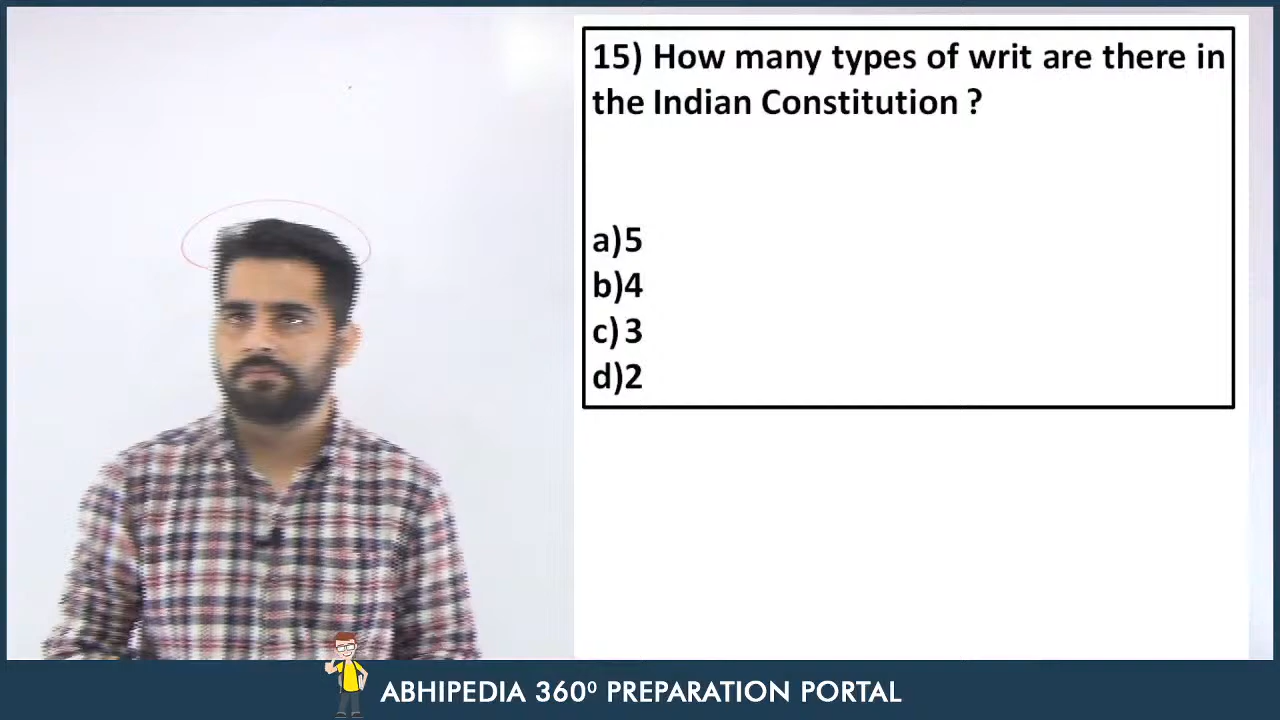 15) How many types of writ are there in
the Indian Constitution ?
a)5
b)4
c) 3
d)2
ABHIPEDIA 360⁰ PREPARATION PORTAL